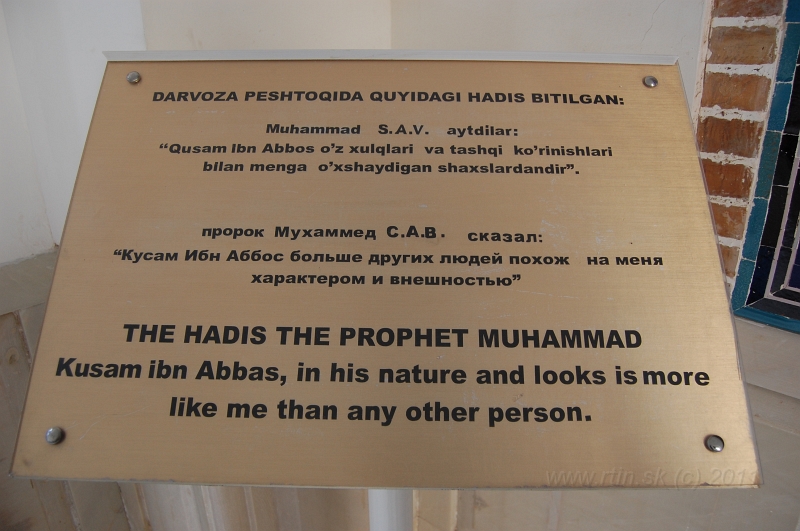 DARVOZA PESHTOQIDA QUYIDAGI HADIS BITILGAN:
Muhammad S.A.V. aytdilar:
“Qusam ibn Abbos o’z xulqlari va tashqi ko’rinishlari
bilan menga o’xshaydigan shaxslardandir”.
пророк Мухаммед С.А.В. сказал:
“Кусам Ибн Аббос больше других людей похож на меня
характером и внешностью”
THE HADIS THE PROPHET MUHAMMAD
Kusam ibn Abbas, in his nature and looks is more
like me than any other person.
www.rtin.sk (c)